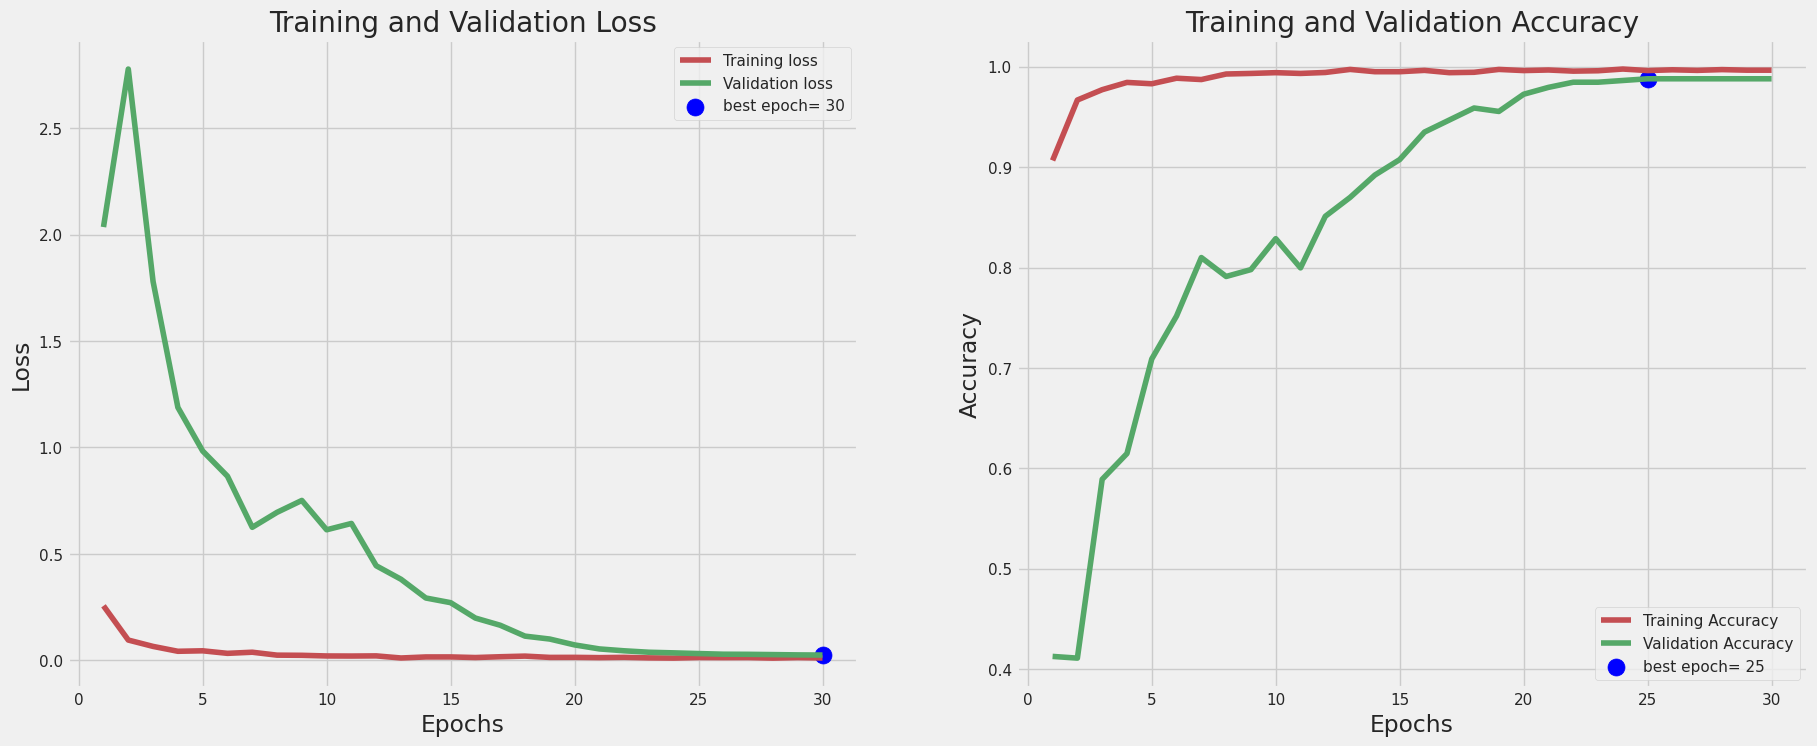 Training and Validation Loss
Training loss
Validation loss
best epoch= 30
Loss
2.5
2.0
1.5
1.0
0.5
0.0
0 5 10 15 20 25 30
Epochs
Training and Validation Accuracy
Accuracy
1.0
0.9
0.8
0.7
0.6
0.5
0.4
Training Accuracy
Validation Accuracy
best epoch= 25
0 5 10 15 20 25 30
Epochs